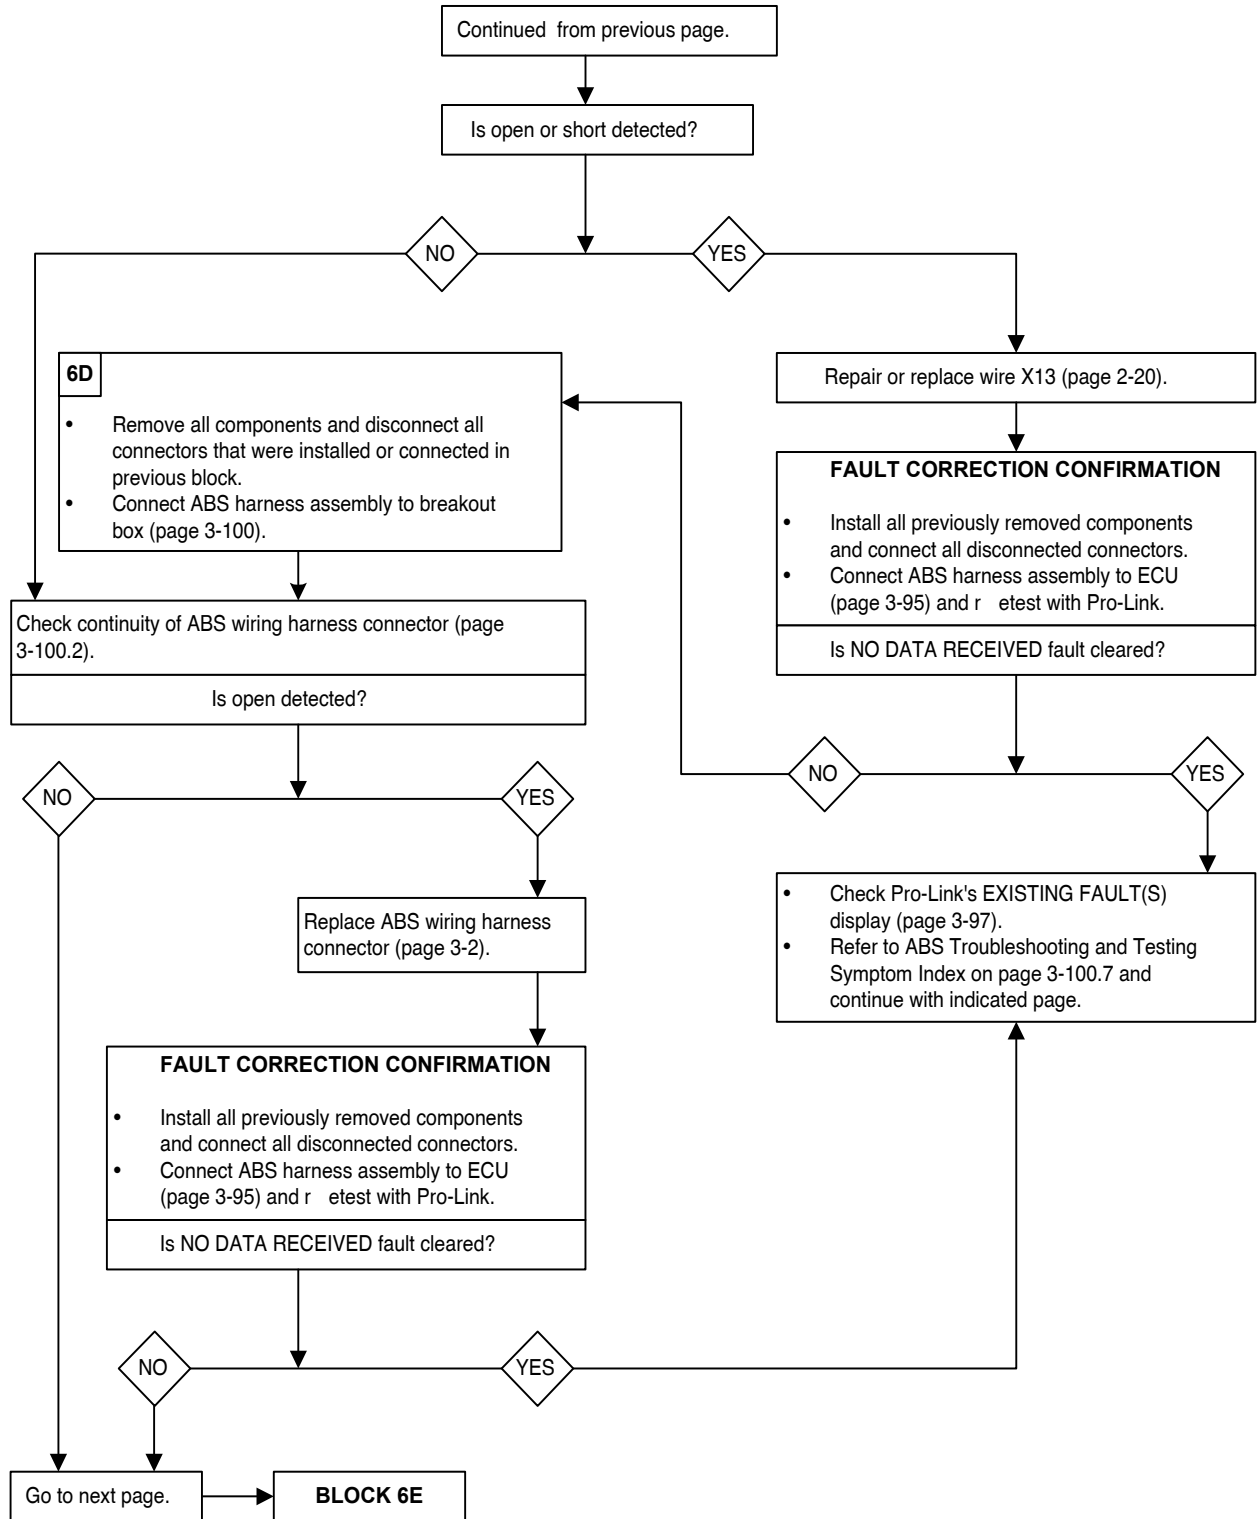 Continued  from previous page.
Is open or short detected?
NO
YES
6D
• Remove all components and disconnect all
connectors that were installed or connected in
previous block.
• Connect ABS harness assembly to breakout
box (page 3-100).
Repair or replace wire X13 (page 2-20).
FAULT CORRECTION CONFIRMATION
• Install all previously removed components
and connect all disconnected connectors.
• Connect ABS harness assembly to ECU
(page 3-95) and r   etest with Pro-Link.
Is NO DATA RECEIVED fault cleared?
Check continuity of ABS wiring harness connector (page
3-100.2).
Is open detected?
NO
YES
NO
YES
Replace ABS wiring harness
connector (page 3-2).
• Check Pro-Link's EXISTING FAULT(S)
display (page 3-97).
• Refer to ABS Troubleshooting and Testing
Symptom Index on page 3-100.7 and
continue with indicated page.
FAULT CORRECTION CONFIRMATION
• Install all previously removed components
and connect all disconnected connectors.
• Connect ABS harness assembly to ECU
(page 3-95) and r   etest with Pro-Link.
Is NO DATA RECEIVED fault cleared?
NO
YES
Go to next page.
BLOCK 6E